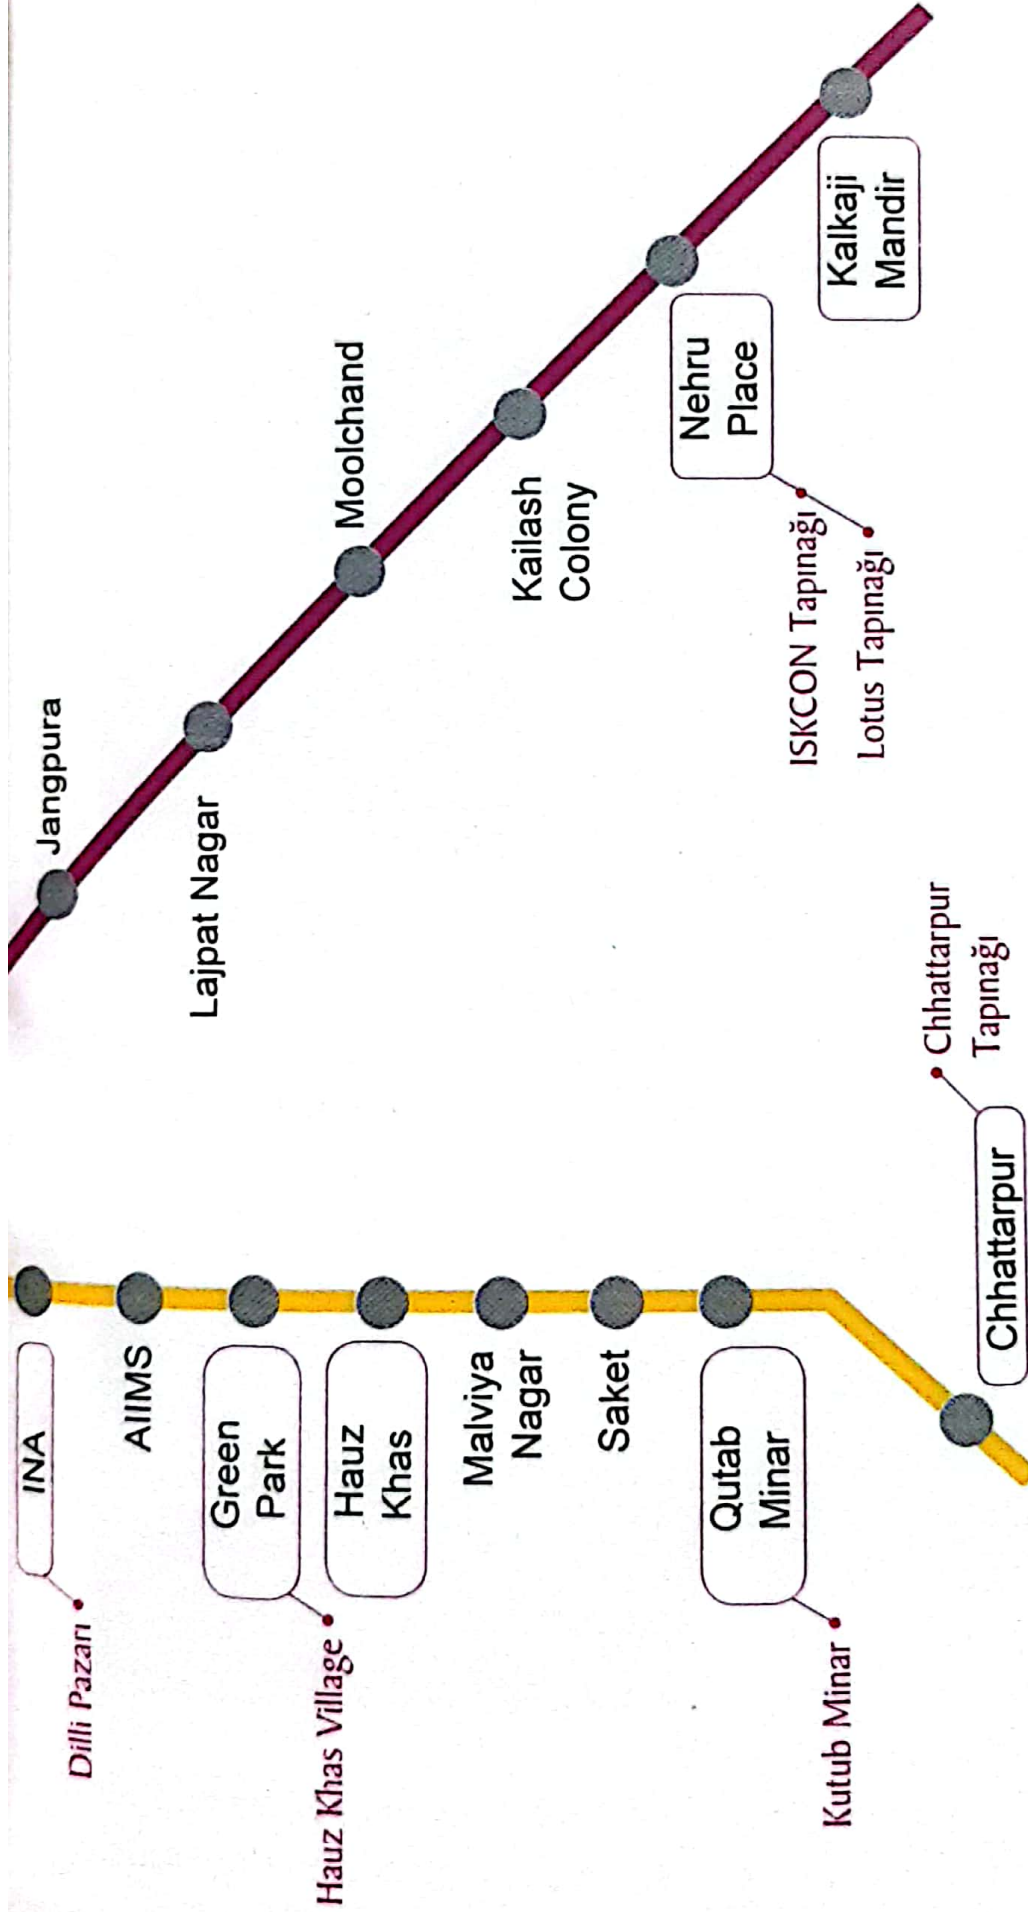 INA
Dilli Pazarı
AIIMS
Green
Park
Hauz Khas Village
Hauz
Khas
Malviya
Nagar
Saket
Qutab
Minar
Kutub Minar
Chhattarpur
Chhattarpur
Tapınağı
Jangpura
Lajpat Nagar
Moolchand
Kailash
Colony
Nehru
Place
ISKCON Tapınağı
Lotus Tapınağı
Kalkaji
Mandir